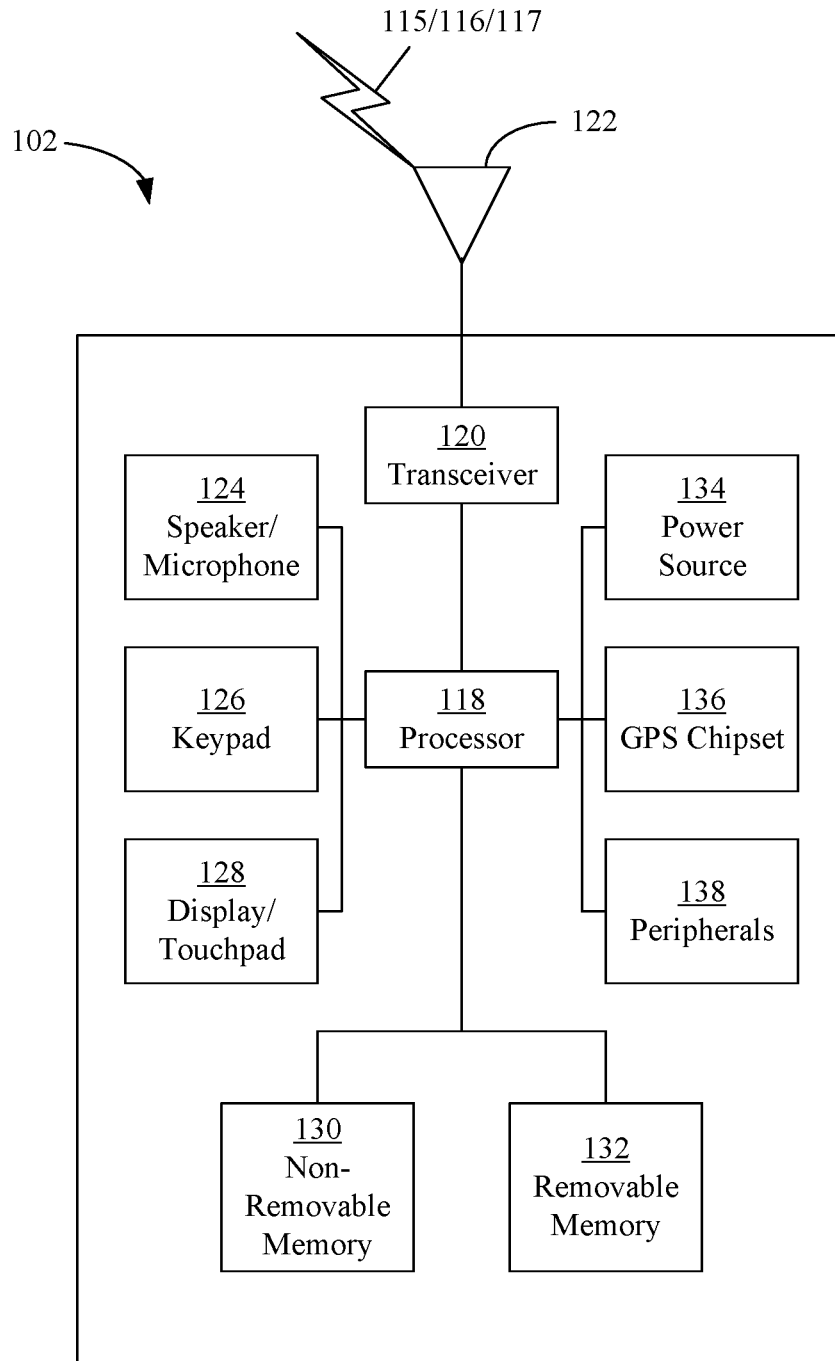 115/116/117
122
102
120
Transceiver
124
Speaker/
Microphone
134
Power
Source
126
Keypad
118
Processor
136
GPS Chipset
128
Display/
Touchpad
138
Peripherals
130
Non-
Removable
Memory
132
Removable
Memory